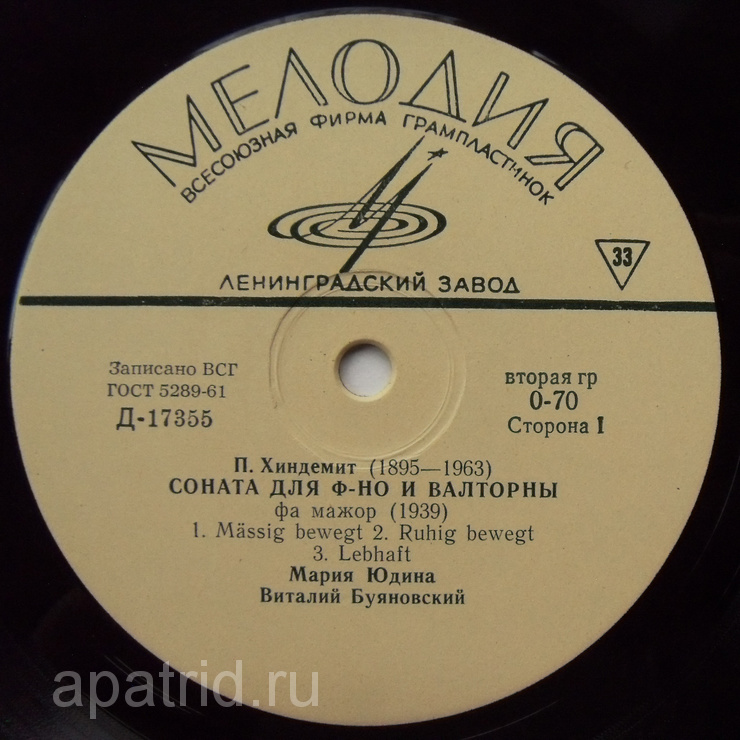 МЕЛОДИЯ
ВСЕСОЮЗНАЯ ФИРМА ГРАМПЛАСТИНОК
ЛЕНИНГРАДСКИЙ ЗАВОД
33
Записано ВСГ
ГОСТ 5289-61
Д-17355
вторая гр
0-70
Сторона 1
П. Хиндемит (1895—1963)
СОНАТА ДЛЯ Ф-НО И ВАЛТОРНЫ
фа мажор (1939)
1. Mässig bewegt 2. Ruhig bewegt
3. Lebhaft
Мария Юдина
Виталий Буяновский
apatrid.ru